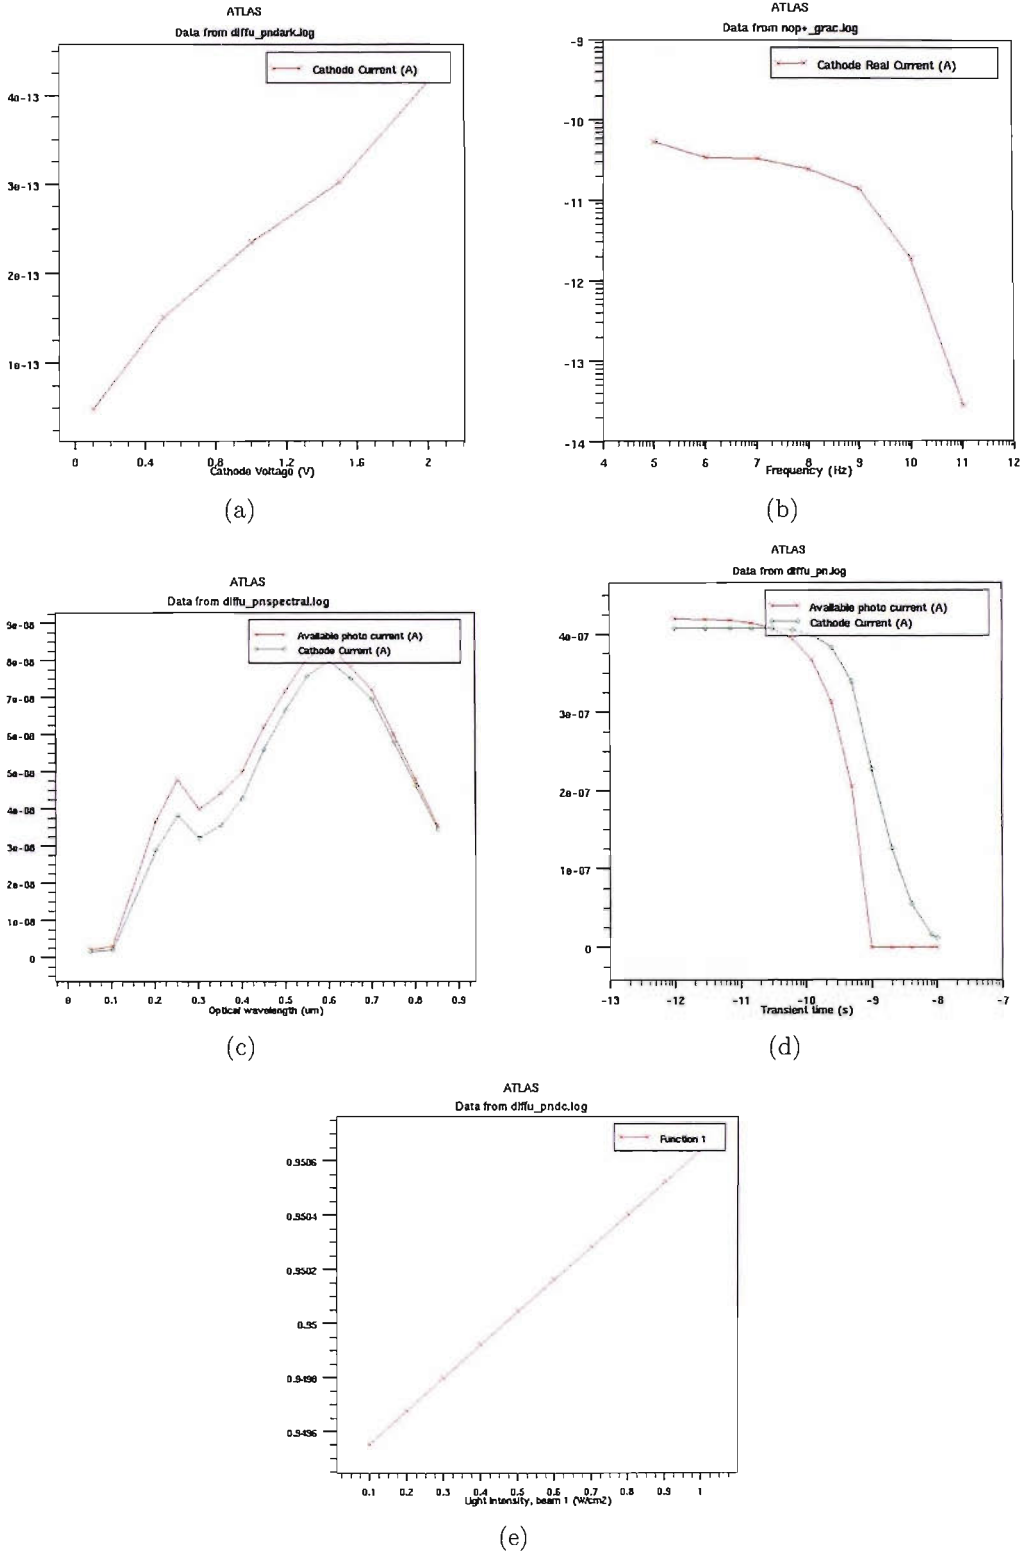 ATLAS
Data from diffu_pndark.log
Cathode Current (A)
4e-13
3e-13
2e-13
1e-13
0 0.4 0.8 1.2 1.6 2
Cathode Voltage (V)
(a)
ATLAS
Data from nop+_grac.log
Cathode Real Current (A)
-9
-10
-11
-12
-13
-14
4 5 6 7 8 9 10 11 12
Frequency (Hz)
(b)
ATLAS
Data from diffu_pnspectral.log
Available photo current (A)
Cathode Current (A)
9e-08
8e-08
7e-08
6e-08
5e-08
4e-08
3e-08
2e-08
1e-08
0
0 0.1 0.2 0.3 0.4 0.5 0.6 0.7 0.8 0.9
Optical wavelength (um)
(c)
ATLAS
Data from diffu_pn.log
Available photo current (A)
Cathode Current (A)
4e-07
3e-07
2e-07
1e-07
0
-13 -12 -11 -10 -9 -8 -7
Transient time (s)
(d)
ATLAS
Data from diffu_pndc.log
Function 1
0.9506
0.9504
0.9502
0.95
0.9498
0.9496
0.1 0.2 0.3 0.4 0.5 0.6 0.7 0.8 0.9 1
Light Intensity, beam 1 (W/cm2)
(e)